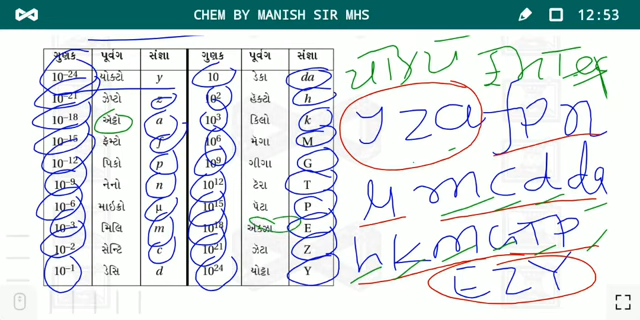 CHEM BY MANISH SIR MHS
12:53
ગુણક પૂર્વગ સંજ્ઞા ગુણક પૂર્વગ સંજ્ઞા
10⁻²⁴ યોક્ટો y 10 ડેકા da
10⁻²¹ ઝેપ્ટો z 10² હેક્ટો h
10⁻¹⁸ એટ્ટો a 10³ કિલો k
10⁻¹⁵ ફેમ્ટો f 10⁶ મેગા M
10⁻¹² પિકો p 10⁹ ગીગા G
10⁻⁹ નેનો n 10¹² ટેરા T
10⁻⁶ માઇક્રો μ 10¹⁵ પેટા P
10⁻³ મિલિ m 10¹⁸ એક્ઝા E
10⁻² સેન્ટિ c 10²¹ ઝેટા Z
10⁻¹ ડેસિ d 10²⁴ યોટ્ટા Y
y z a f p n
μ m c d da
h k M G T P
E Z Y